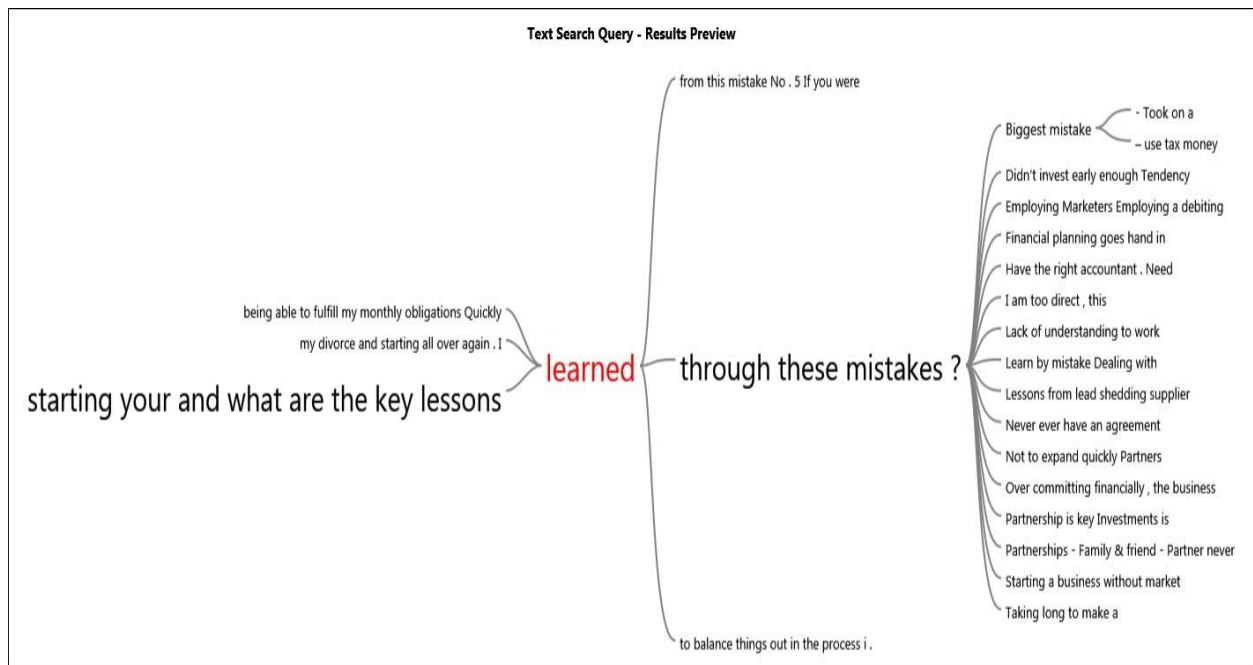 Text Search Query - Results Preview
being able to fulfill my monthly obligations Quickly
my divorce and starting all over again . I
starting your and what are the key lessons
learned
from this mistake No . 5 If you were
through these mistakes ?
to balance things out in the process i .
Biggest mistake
- Took on a
– use tax money
Didn't invest early enough Tendency
Employing Marketers Employing a debiting
Financial planning goes hand in
Have the right accountant . Need
I am too direct , this
Lack of understanding to work
Learn by mistake Dealing with
Lessons from lead shedding supplier
Never ever have an agreement
Not to expand quickly Partners
Over committing financially , the business
Partnership is key Investments is
Partnerships - Family & friend - Partner never
Starting a business without market
Taking long to make a